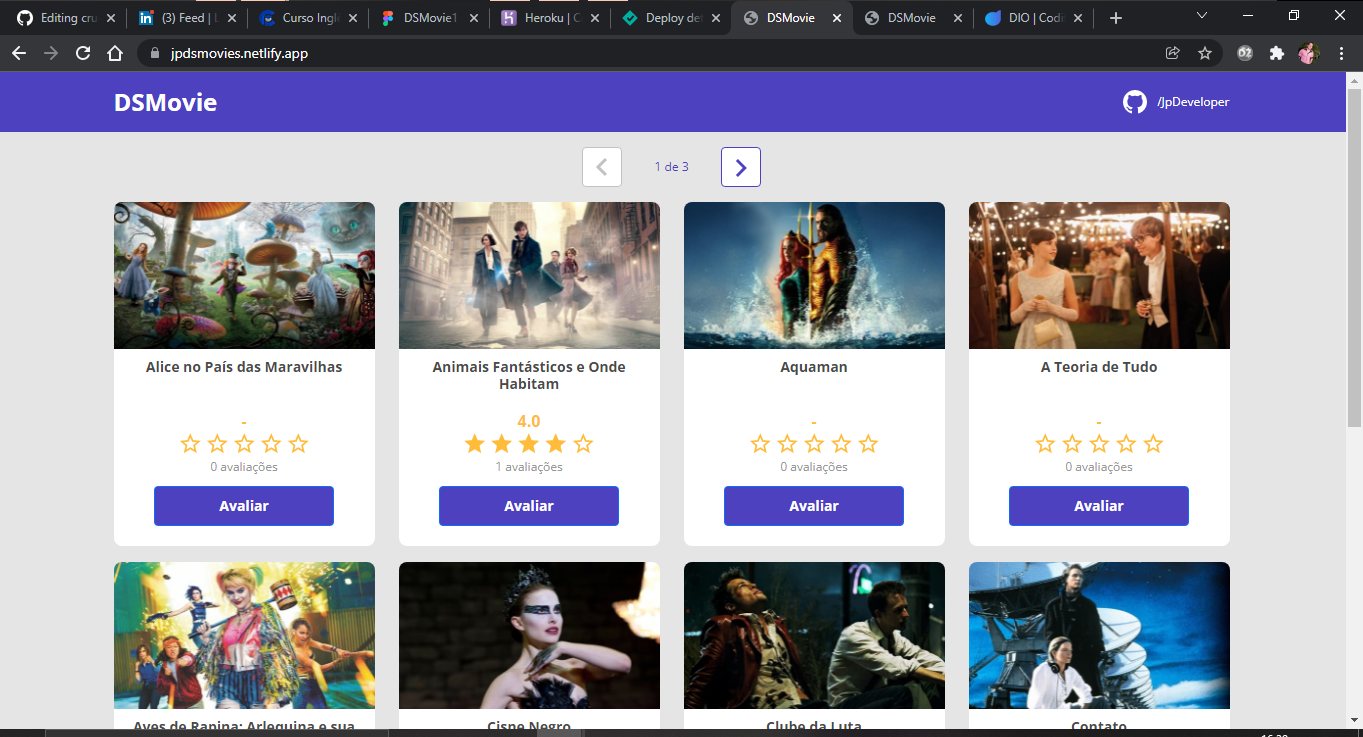 Editing cru
(3) Feed | L
Curso Ingl
DSMovie1
Heroku | C
Deploy det
DSMovie
DSMovie
DIO | Codi
jpdsmovies.netlify.app
DSMovie
/JpDeveloper
1 de 3
Alice no País das Maravilhas
-
0 avaliações
Avaliar
Animais Fantásticos e Onde
Habitam
4.0
1 avaliações
Avaliar
Aquaman
-
0 avaliações
Avaliar
A Teoria de Tudo
-
0 avaliações
Avaliar
Aves de Rapina: Arlequina e sua
Cisne Negro
Clube da Luta
Contato